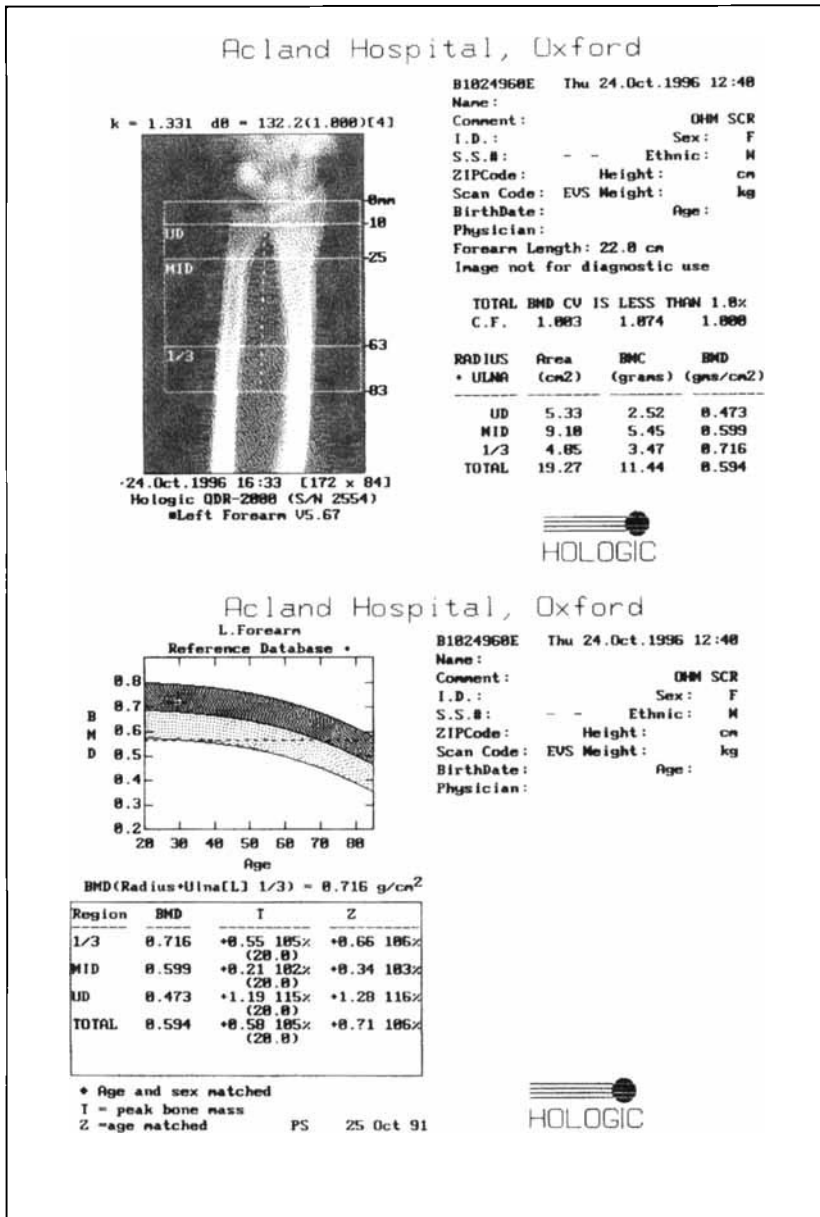 Acland Hospital, Oxford
k = 1.331 d0 = 132.2(1.000)[4]
0mm
10
UD
25
MID
63
1/3
83
·24.Oct.1996 16:33 [172 x 84]
Hologic QDR-2000 (S/N 2554)
Left Forearm V5.67
B1024960E Thu 24.Oct.1996 12:40
Name:
Comment: OHM SCR
I.D.: Sex: F
S.S.#: - - Ethnic: W
ZIPCode: Height: cm
Scan Code: EVS Weight: kg
BirthDate: Age:
Physician:
Forearm Length: 22.0 cm
Image not for diagnostic use
TOTAL BMD CV IS LESS THAN 1.0%
C.F. 1.003 1.074 1.000
RADIUS Area BMC BMD
+ ULNA (cm2) (grams) (gms/cm2)
UD 5.33 2.52 0.473
MID 9.10 5.45 0.599
1/3 4.85 3.47 0.716
TOTAL 19.27 11.44 0.594
HOLOGIC
Acland Hospital, Oxford
L.Forearm
Reference Database
0.8
0.7
B 0.6
M
D 0.5
0.4
0.3
0.2
20 30 40 50 60 70 80
Age
BMD(Radius+Ulna[L] 1/3) = 0.716 g/cm2
Region BMD T Z
1/3 0.716 +0.55 105% +0.66 106%
(20.0)
MID 0.599 +0.21 102% +0.34 103%
(20.0)
UD 0.473 +1.19 115% +1.28 116%
(20.0)
TOTAL 0.594 +0.58 105% +0.71 106%
(20.0)
♦ Age and sex matched
T = peak bone mass
Z =age matched PS 25 Oct 91
B1024960E Thu 24.Oct.1996 12:40
Name:
Comment: OHM SCR
I.D.: Sex: F
S.S.#: - - Ethnic: W
ZIPCode: Height: cm
Scan Code: EVS Weight: kg
BirthDate: Age:
Physician:
HOLOGIC